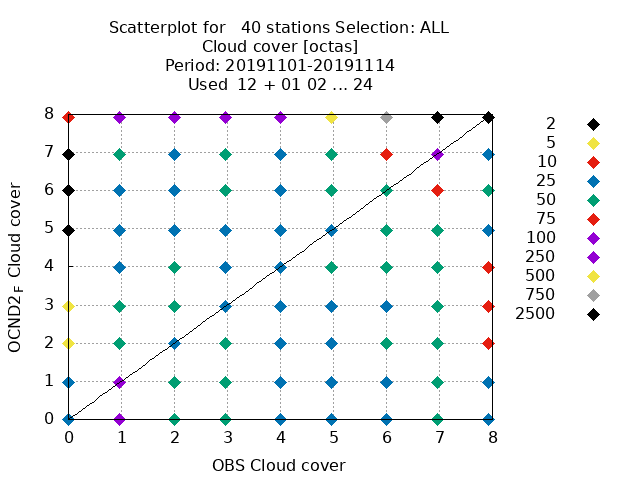 Scatterplot for   40 stations Selection: ALL
Cloud cover [octas]
Period: 20191101-20191114
Used  12 + 01 02 ... 24
OCND2F Cloud cover
8
7
6
5
4
3
2
1
0
0 1 2 3 4 5 6 7 8
OBS Cloud cover
2
5
10
25
50
75
100
250
500
750
2500